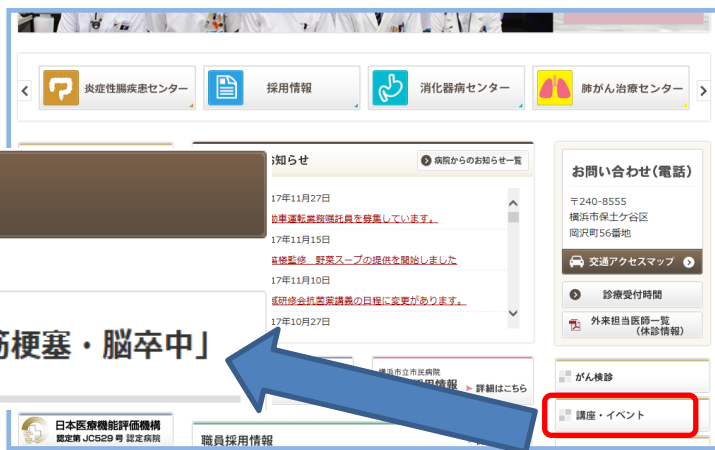 炎症性腸疾患センター
採用情報
消化器病センター
肺がん治療センター
知らせ
病院からのお知らせ一覧
17年11月27日
動車運転業務嘱託員を募集しています。
17年11月15日
監修 野菜スープの提供を開始しました
17年11月10日
域研修会抗菌薬講義の日程に変更があります。
17年10月27日
お問い合わせ(電話)
〒240-8555
横浜市保土ケ谷区
岡沢町56番地
交通アクセスマップ
診療受付時間
外来担当医師一覧
(休診情報)
筋梗塞・脳卒中」
横浜市立市民病院
用情報
詳細はこちら
がん検診
講座・イベント
日本医療機能評価機構
認定第 JC529 号 認定病院
職員採用情報